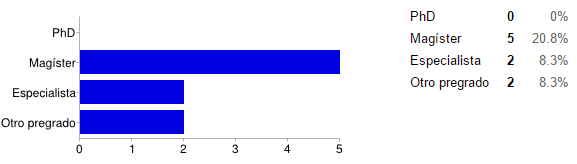 PhD
Magíster
Especialista
Otro pregrado
0 1 2 3 4 5
PhD 0 0%
Magíster 5 20.8%
Especialista 2 8.3%
Otro pregrado 2 8.3%